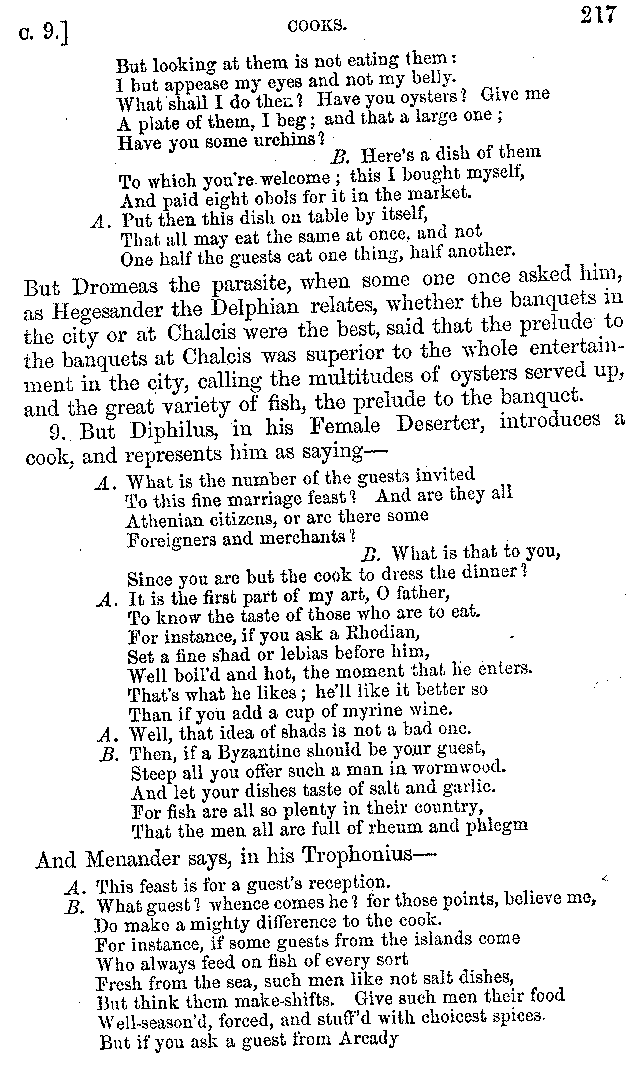 c. 9.] COOKS. 217
But looking at them is not eating them:
I but appease my eyes and not my belly.
What shall I do then? Have you oysters? Give me
A plate of them, I beg; and that a large one;
Have you some urchins?
B. Here's a dish of them
To which you're welcome; this I bought myself,
And paid eight obols for it in the market.
A. Put then this dish on table by itself,
That all may eat the same at once, and not
One half the guests eat one thing, half another.
But Dromeas the parasite, when some one once asked him,
as Hegesander the Delphian relates, whether the banquets in
the city or at Chalcis were the best, said that the prelude to
the banquets at Chalcis was superior to the whole entertain-
ment in the city, calling the multitudes of oysters served up,
and the great variety of fish, the prelude to the banquet.
9. But Diphilus, in his Female Deserter, introduces a
cook, and represents him as saying—
A. What is the number of the guests invited
To this fine marriage feast? And are they all
Athenian citizens, or are there some
Foreigners and merchants?
B. What is that to you,
Since you are but the cook to dress the dinner?
A. It is the first part of my art, O father,
To know the taste of those who are to eat.
For instance, if you ask a Rhodian,
Set a fine shad or lebias before him,
Well boil'd and hot, the moment that he enters.
That's what he likes; he'll like it better so
Than if you add a cup of myrine wine.
A. Well, that idea of shads is not a bad one.
B. Then, if a Byzantine should be your guest,
Steep all you offer such a man in wormwood.
And let your dishes taste of salt and garlic.
For fish are all so plenty in their country,
That the men all are full of rheum and phlegm
And Menander says, in his Trophonius—
A. This feast is for a guest's reception.
B. What guest? whence comes he? for those points, believe me,
Do make a mighty difference to the cook.
For instance, if some guests from the islands come
Who always feed on fish of every sort
Fresh from the sea, such men like not salt dishes,
But think them make-shifts. Give such men their food
Well-season'd, forced, and stuff'd with choicest spices.
But if you ask a guest from Arcady